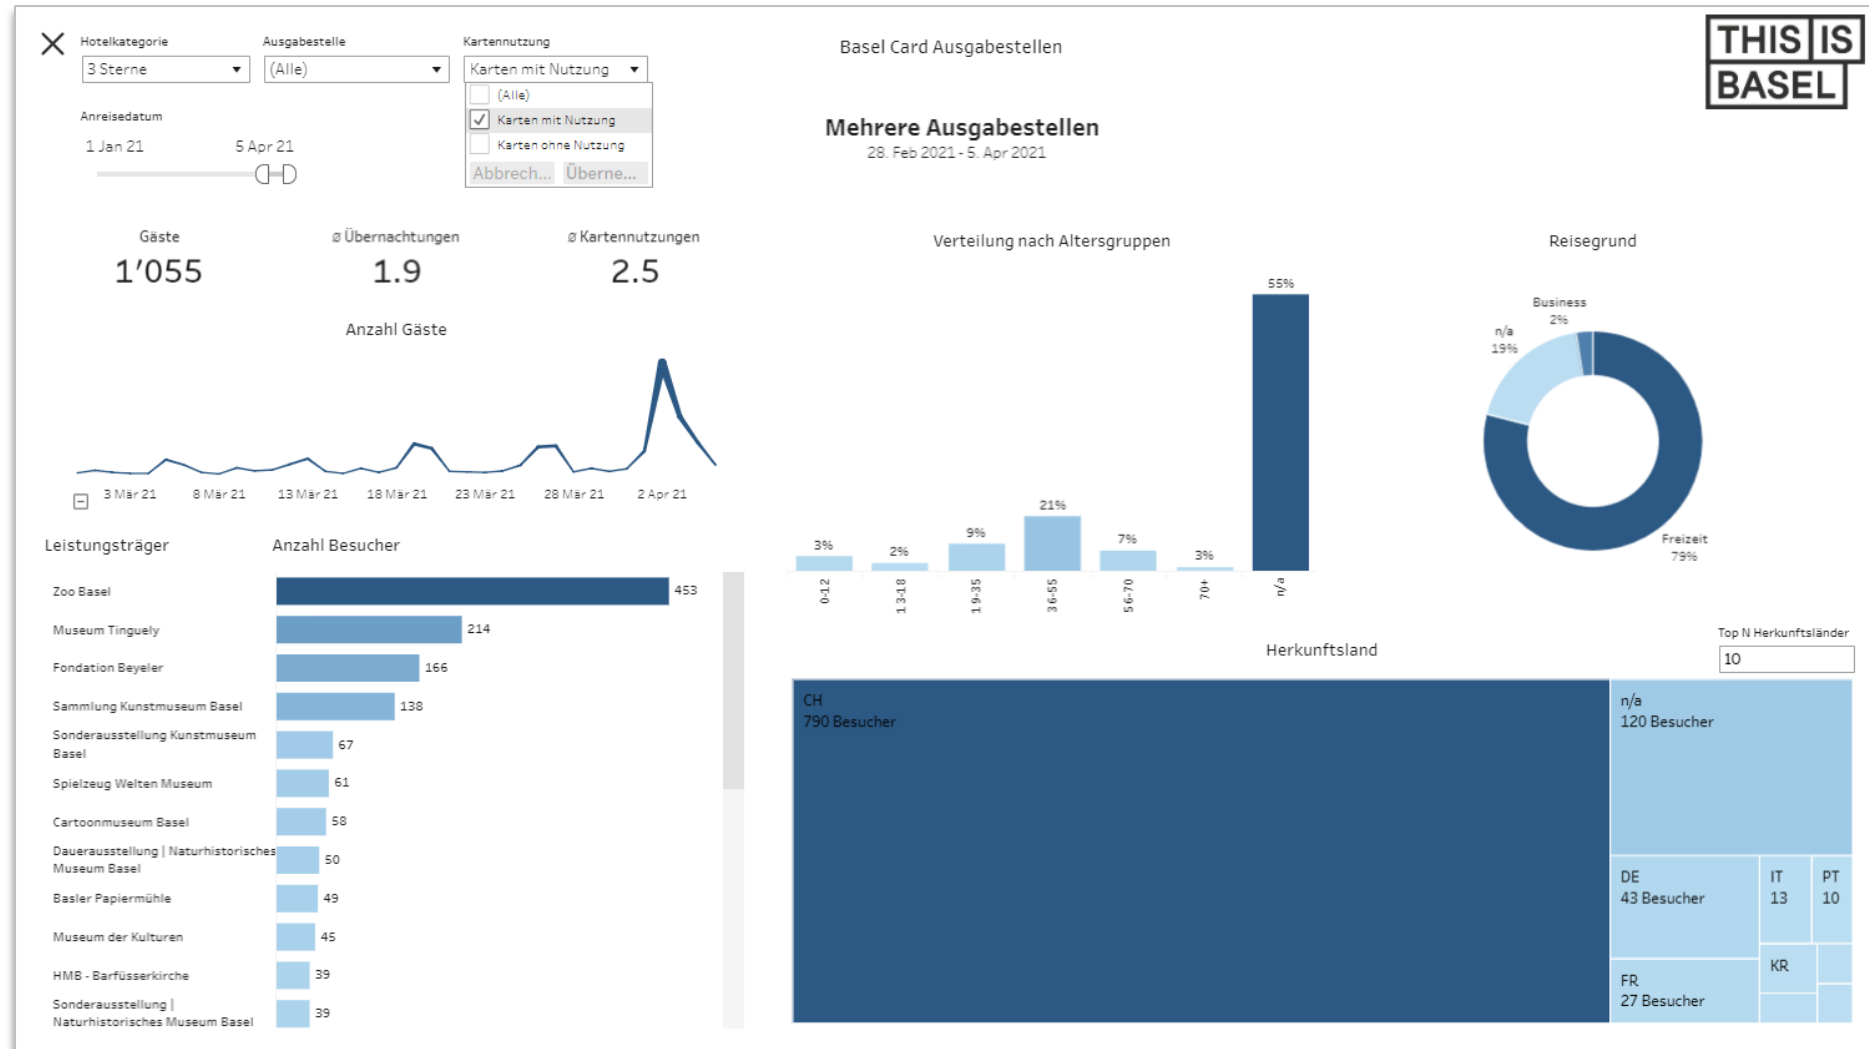 Hotelkategorie
3 Sterne
Ausgabestelle
(Alle)
Kartennutzung
Karten mit Nutzung
(Alle)
Karten mit Nutzung
Karten ohne Nutzung
Abbrech...
Überne...
Anreisedatum
1 Jan 21
5 Apr 21
Basel Card Ausgabestellen
Mehrere Ausgabestellen
28. Feb 2021 - 5. Apr 2021
THIS IS
BASEL
Gäste
1'055
ø Übernachtungen
1.9
ø Kartennutzungen
2.5
Anzahl Gäste
3 Mär 21
8 Mär 21
13 Mär 21
18 Mär 21
23 Mär 21
28 Mär 21
2 Apr 21
Leistungsträger
Anzahl Besucher
Zoo Basel
453
Museum Tinguely
214
Fondation Beyeler
166
Sammlung Kunstmuseum Basel
138
Sonderausstellung Kunstmuseum
Basel
67
Spielzeug Welten Museum
61
Cartoonmuseum Basel
58
Dauerausstellung | Naturhistorisches
Museum Basel
50
Basler Papiermühle
49
Museum der Kulturen
45
HMB - Barfüsserkirche
39
Sonderausstellung |
Naturhistorisches Museum Basel
39
Verteilung nach Altersgruppen
3%
2%
9%
21%
7%
3%
55%
0-12
13-18
19-35
36-55
56-70
70+
n/a
Reisegrund
Business
2%
n/a
19%
Freizeit
79%
Herkunftsland
Top N Herkunftsländer
10
CH
790 Besucher
n/a
120 Besucher
DE
43 Besucher
IT
13
PT
10
KR
FR
27 Besucher